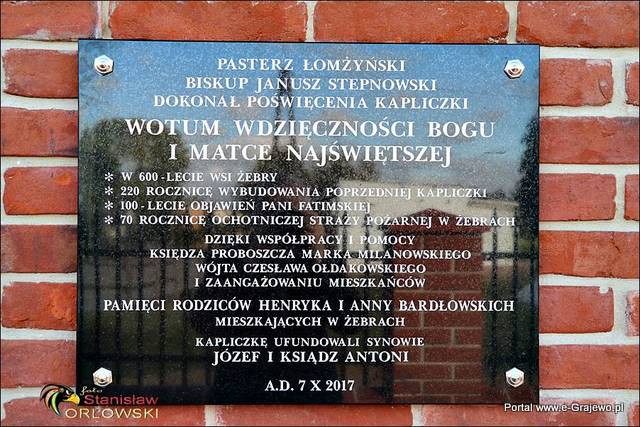 PASTERZ ŁOMŻYŃSKI
BISKUP JANUSZ STEPNOWSKI
DOKONAŁ POŚWIĘCENIA KAPLICZKI
WOTUM WDZIĘCZNOŚCI BOGU
I MATCE NAJŚWIĘTSZEJ
* W 600-LECIE WSI ŻEBRY
* 220 ROCZNICĘ WYBUDOWANIA POPRZEDNIEJ KAPLICZKI
* 100-LECIE OBJAWIEŃ PANI FATIMSKIEJ
* 70 ROCZNICĘ OCHOTNICZEJ STRAŻY POŻARNEJ W ŻEBRACH
DZIĘKI WSPÓŁPRACY I POMOCY
KSIĘDZA PROBOSZCZA MARKA MILANOWSKIEGO
WÓJTA CZESŁAWA OŁDAKOWSKIEGO
I ZAANGAŻOWANIU MIESZKAŃCÓW
PAMIĘCI RODZICÓW HENRYKA I ANNY BARDŁOWSKICH
MIESZKAJĄCYCH W ŻEBRACH
KAPLICZKĘ UFUNDOWALI SYNOWIE
JÓZEF I KSIĄDZ ANTONI
A.D. 7 X 2017
foto
Stanisław
ORŁOWSKI
Portal www.e-Grajewo.pl